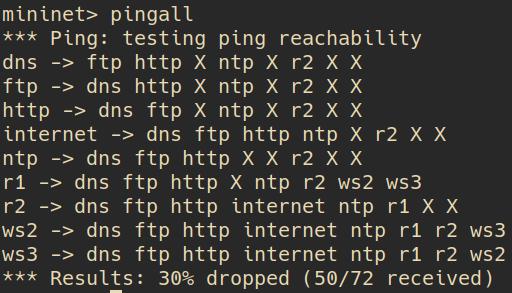 mininet> pingall
*** Ping: testing ping reachability
dns -> ftp http X ntp X r2 X X
ftp -> dns http X ntp X r2 X X
http -> dns ftp X ntp X r2 X X
internet -> dns ftp http ntp X r2 X X
ntp -> dns ftp http X X r2 X X
r1 -> dns ftp http X ntp r2 ws2 ws3
r2 -> dns ftp http internet ntp r1 X X
ws2 -> dns ftp http internet ntp r1 r2 ws3
ws3 -> dns ftp http internet ntp r1 r2 ws2
*** Results: 30% dropped (50/72 received)